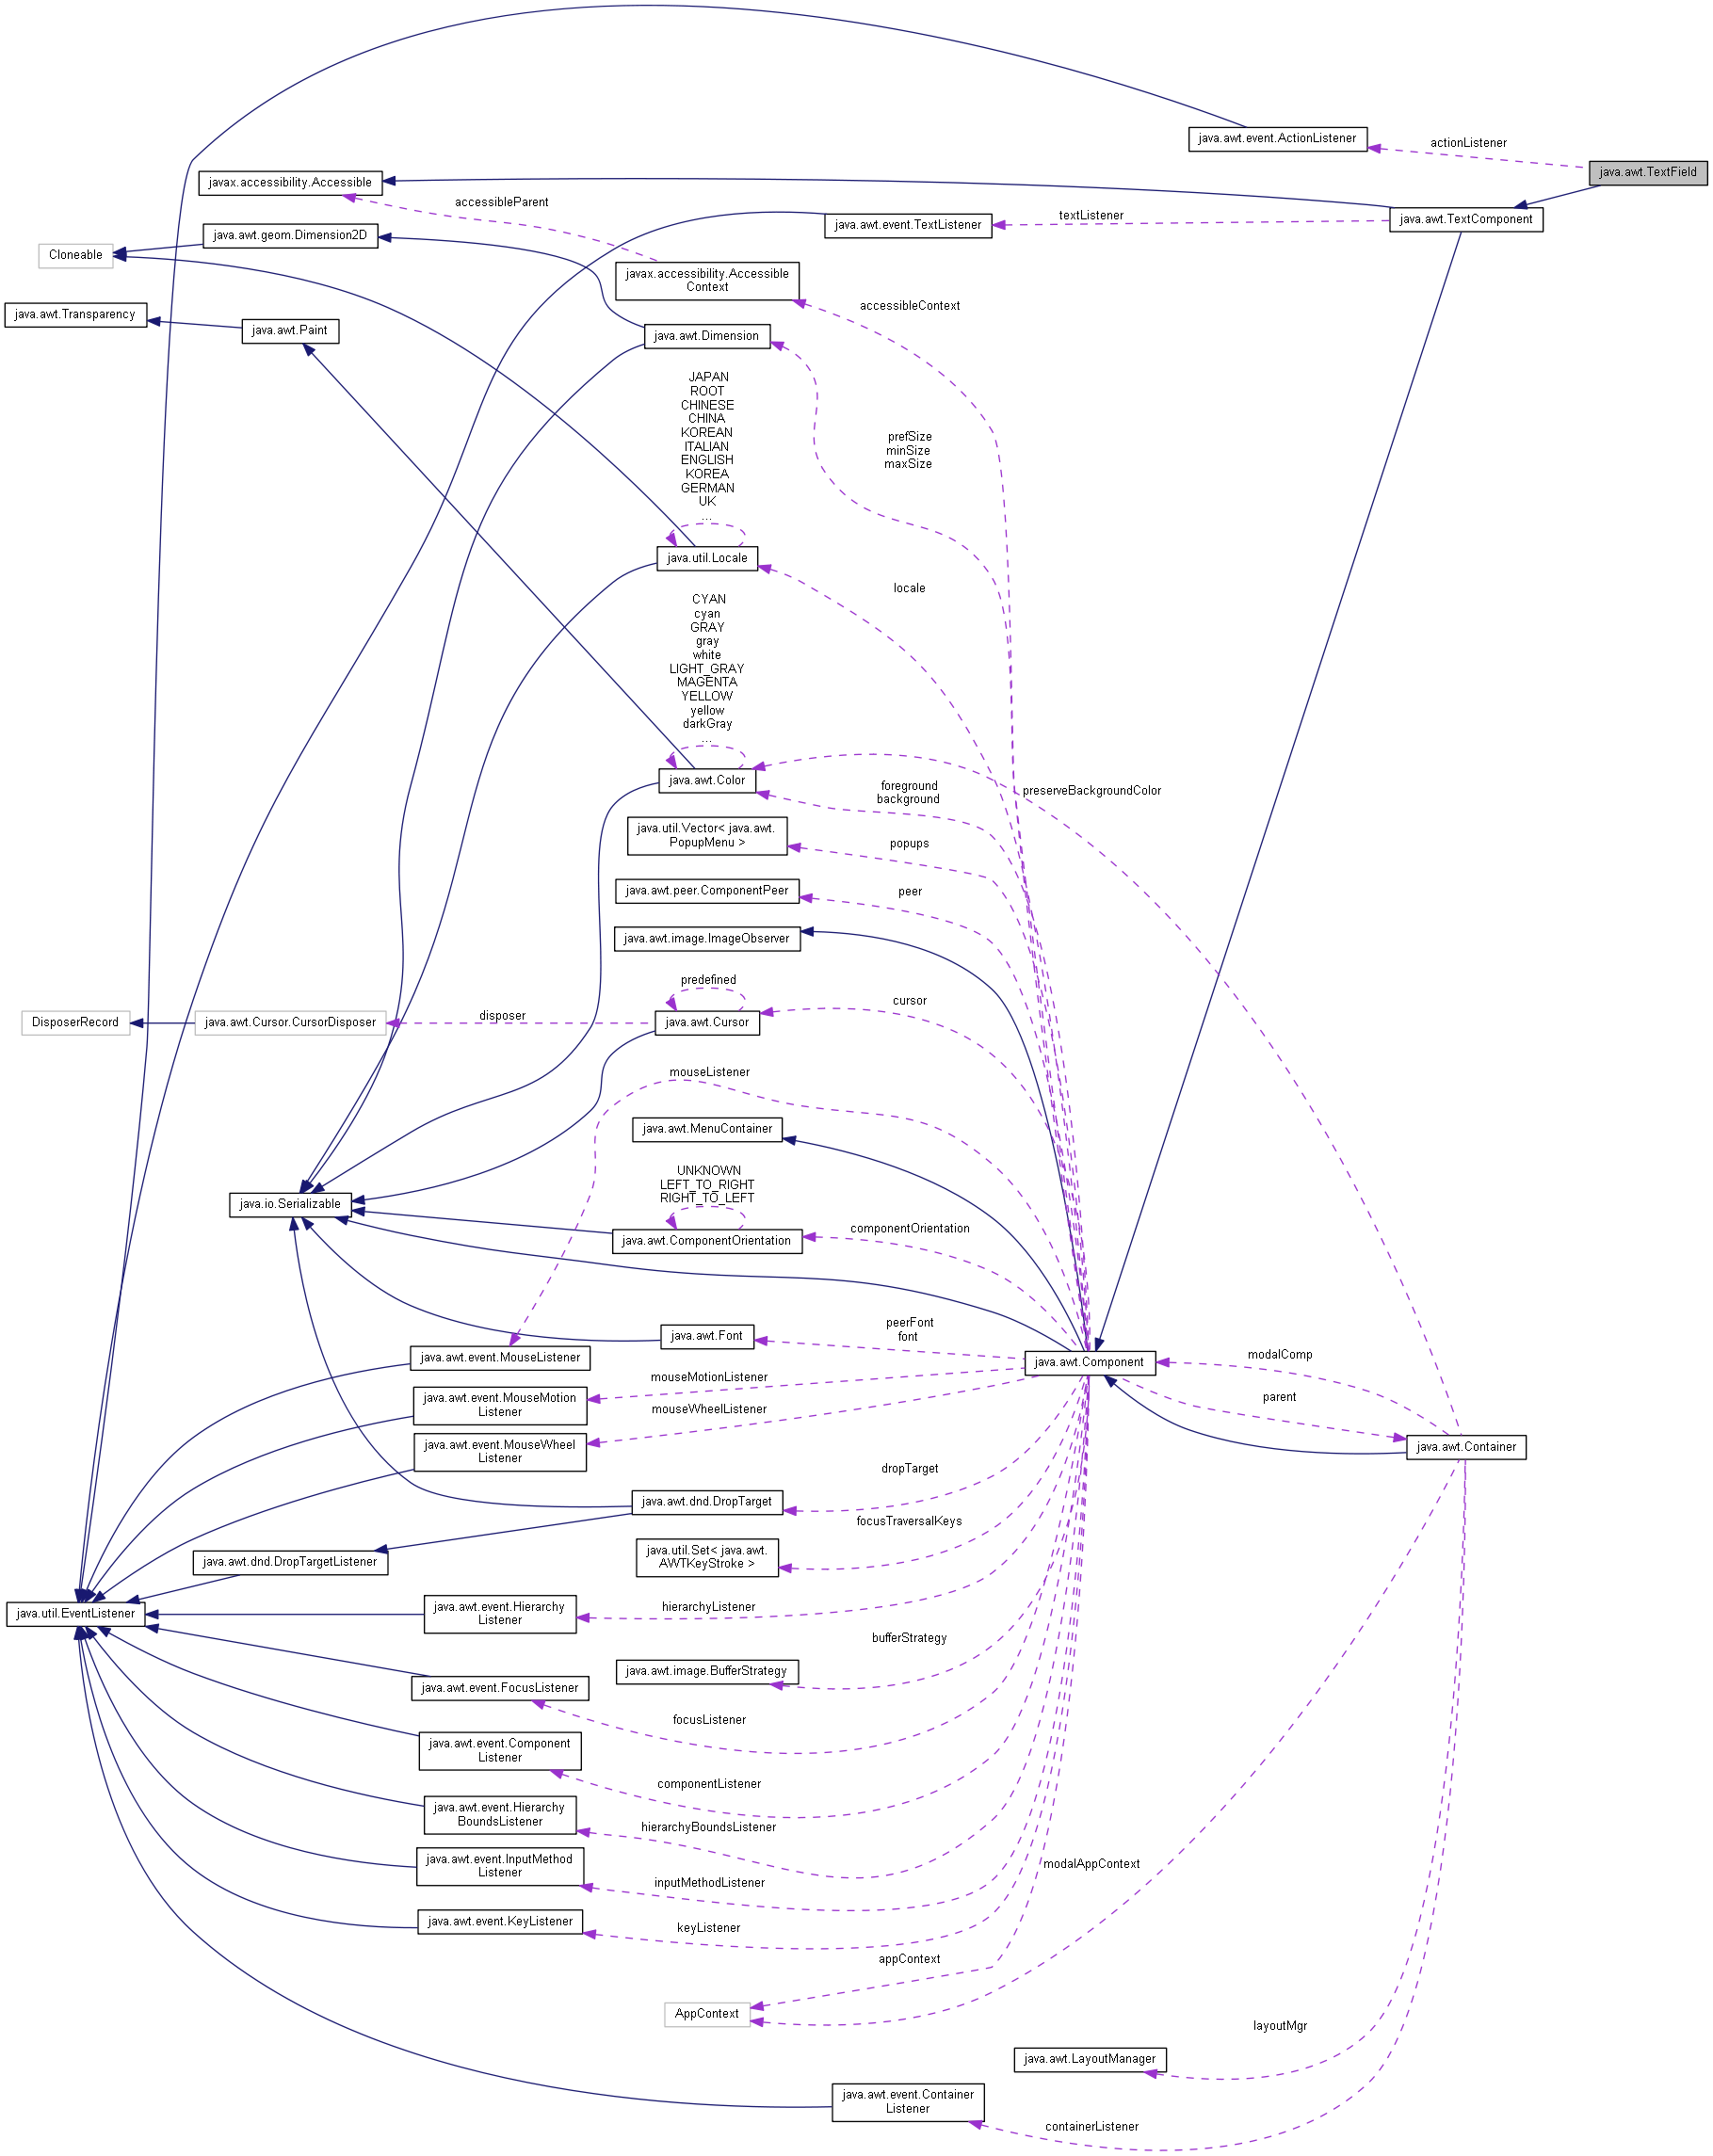 java.awt.event.ActionListener
actionListener
java.awt.TextField
javax.accessibility.Accessible
accessibleParent
textListener
java.awt.TextComponent
java.awt.event.TextListener
java.awt.geom.Dimension2D
Cloneable
javax.accessibility.Accessible
Context
accessibleContext
java.awt.Transparency
java.awt.Paint
java.awt.Dimension
JAPAN
ROOT
CHINESE
CHINA
KOREAN
ITALIAN
ENGLISH
KOREA
GERMAN
UK
...
prefSize
minSize
maxSize
java.util.Locale
locale
CYAN
cyan
GRAY
gray
white
LIGHT_GRAY
MAGENTA
YELLOW
yellow
darkGray
...
java.awt.Color
foreground
background
preserveBackgroundColor
java.util.Vector< java.awt.
PopupMenu >
popups
java.awt.peer.ComponentPeer
peer
java.awt.image.ImageObserver
predefined
cursor
DisposerRecord
java.awt.Cursor.CursorDisposer
disposer
java.awt.Cursor
mouseListener
java.awt.MenuContainer
UNKNOWN
LEFT_TO_RIGHT
RIGHT_TO_LEFT
java.io.Serializable
java.awt.ComponentOrientation
componentOrientation
java.awt.Font
peerFont
font
java.awt.event.MouseListener
java.awt.Component
modalComp
mouseMotionListener
java.awt.event.MouseMotion
Listener
parent
mouseWheelListener
java.awt.event.MouseWheel
Listener
java.awt.Container
dropTarget
java.awt.dnd.DropTarget
focusTraversalKeys
java.util.Set< java.awt.
AWTKeyStroke >
java.awt.dnd.DropTargetListener
java.util.EventListener
java.awt.event.Hierarchy
Listener
hierarchyListener
bufferStrategy
java.awt.image.BufferStrategy
java.awt.event.FocusListener
focusListener
java.awt.event.Component
Listener
componentListener
java.awt.event.Hierarchy
BoundsListener
hierarchyBoundsListener
java.awt.event.InputMethod
Listener
inputMethodListener
modalAppContext
java.awt.event.KeyListener
keyListener
appContext
AppContext
layoutMgr
java.awt.LayoutManager
java.awt.event.Container
Listener
containerListener